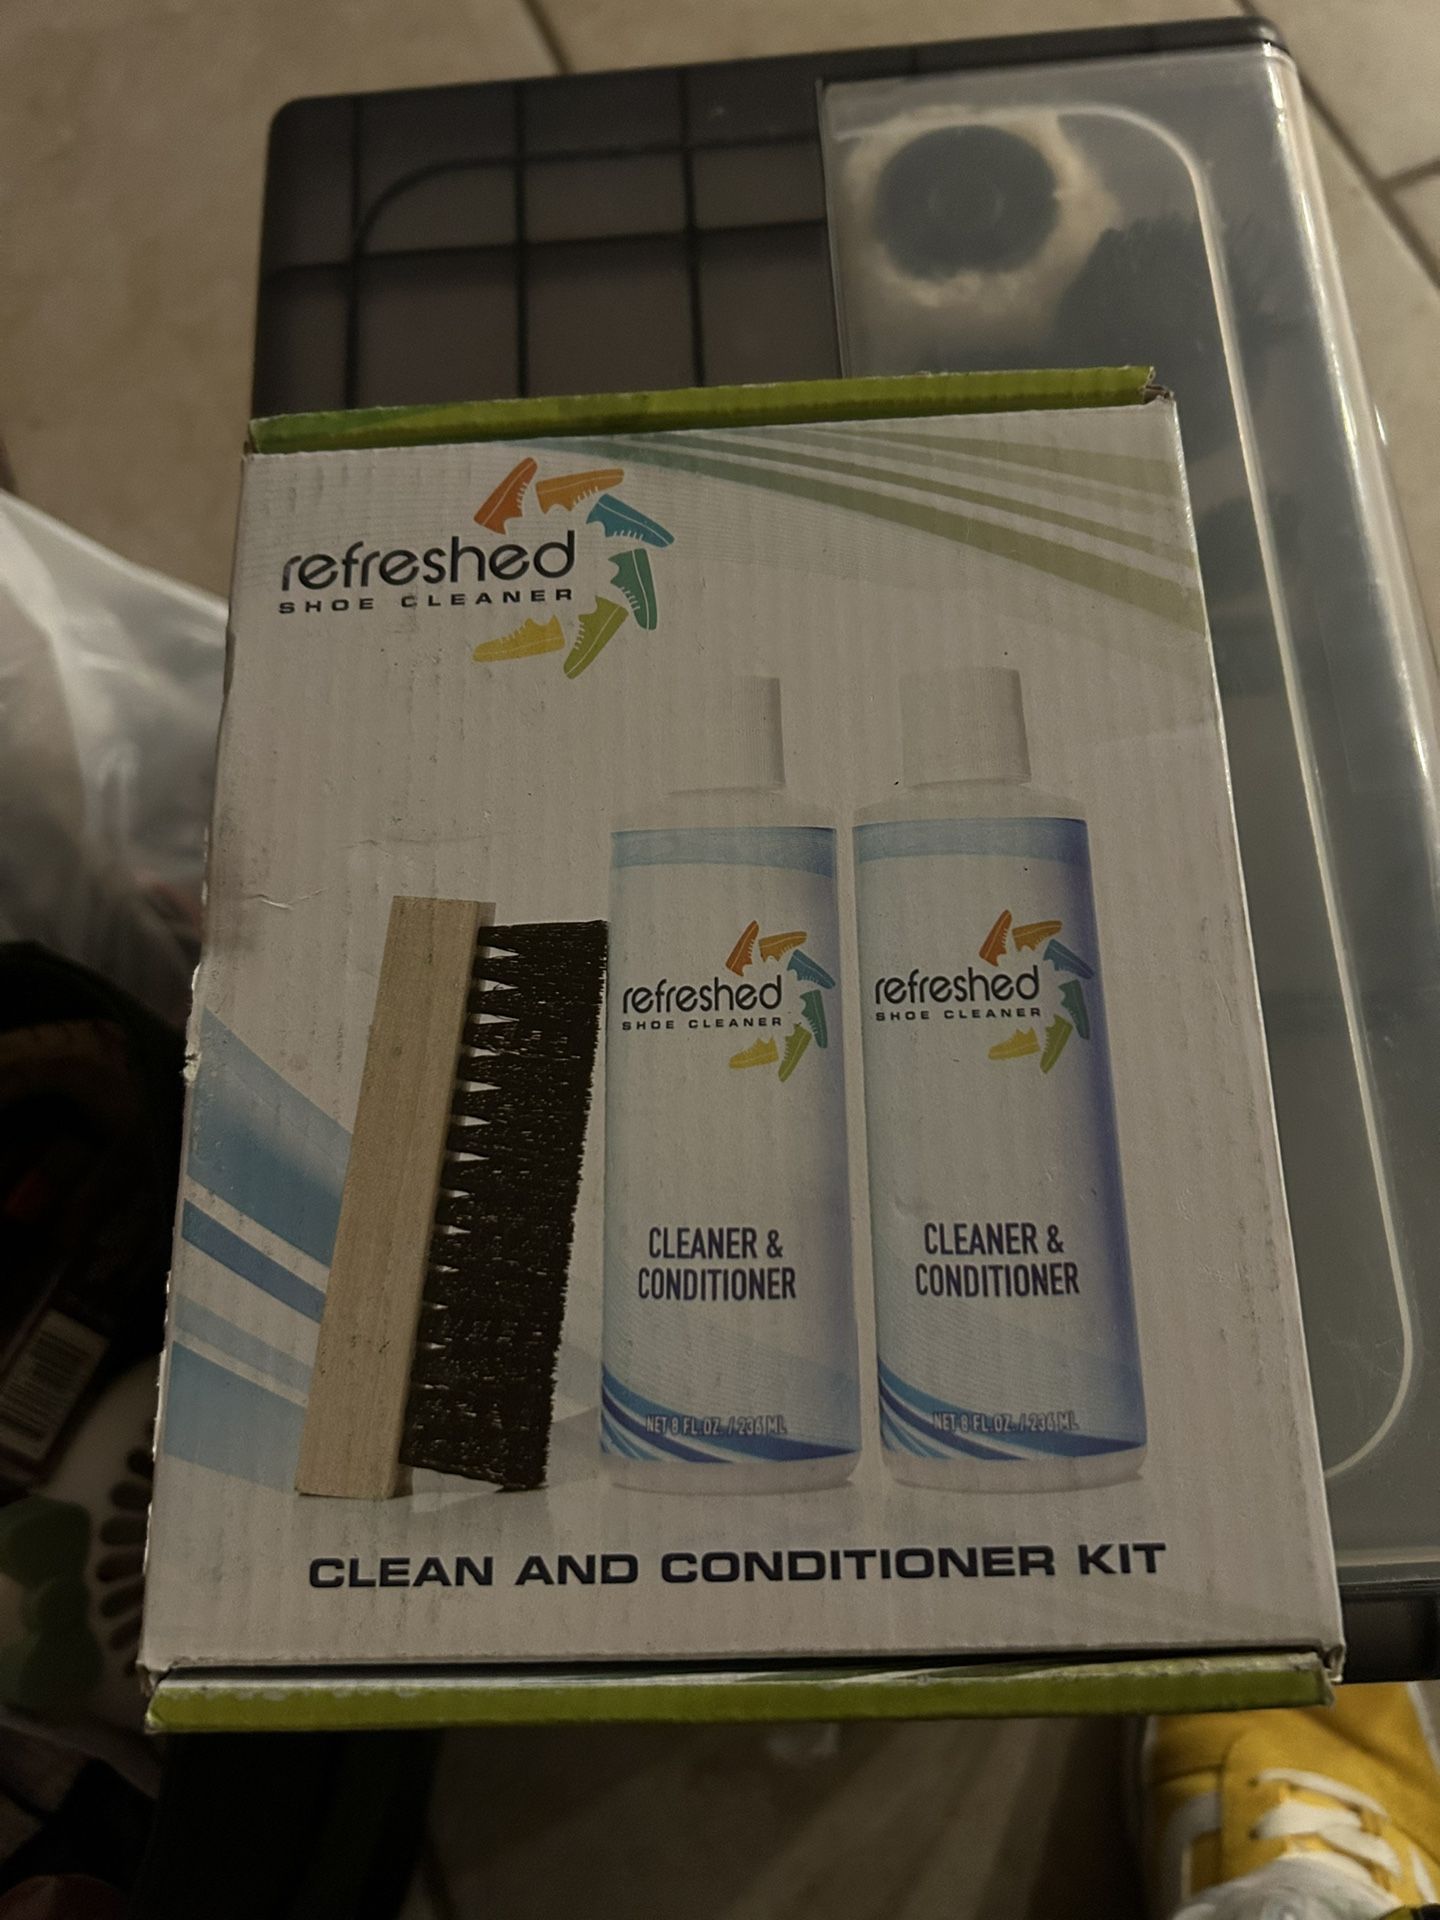 refreshed
SHOE CLEANER
refreshed
SHOE CLEANER
CLEANER &
CONDITIONER
NET 8 FL.OZ. / 236 ML
refreshed
SHOE CLEANER
CLEANER &
CONDITIONER
NET 8 FL.OZ. / 236 ML
CLEAN AND CONDITIONER KIT